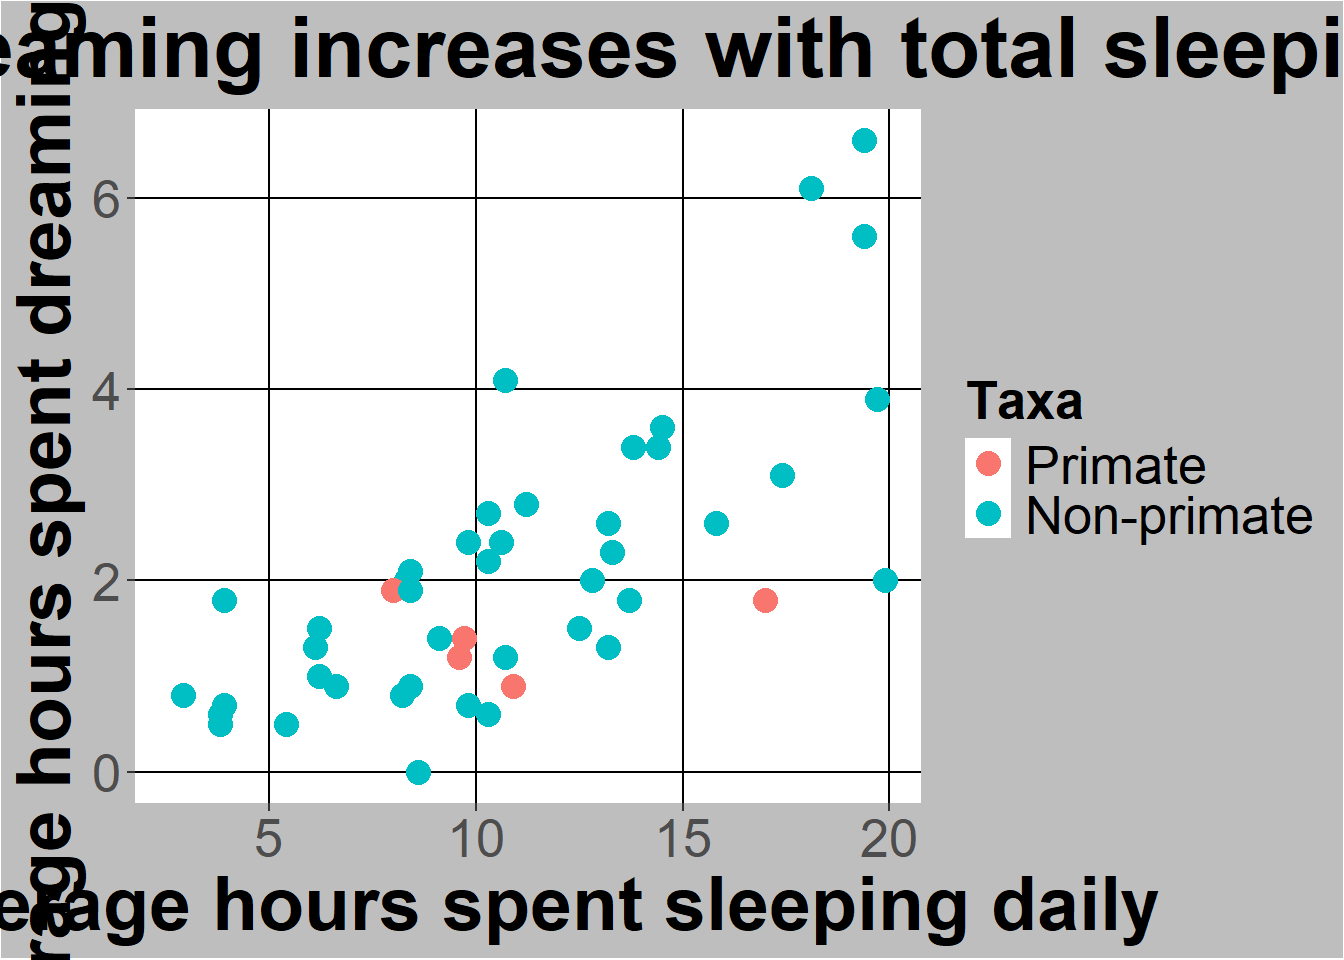 eaming increases with total sleepi
rage hours spent dreaming
6
4
2
0
5 10 15 20
erage hours spent sleeping daily
Taxa
Primate
Non-primate